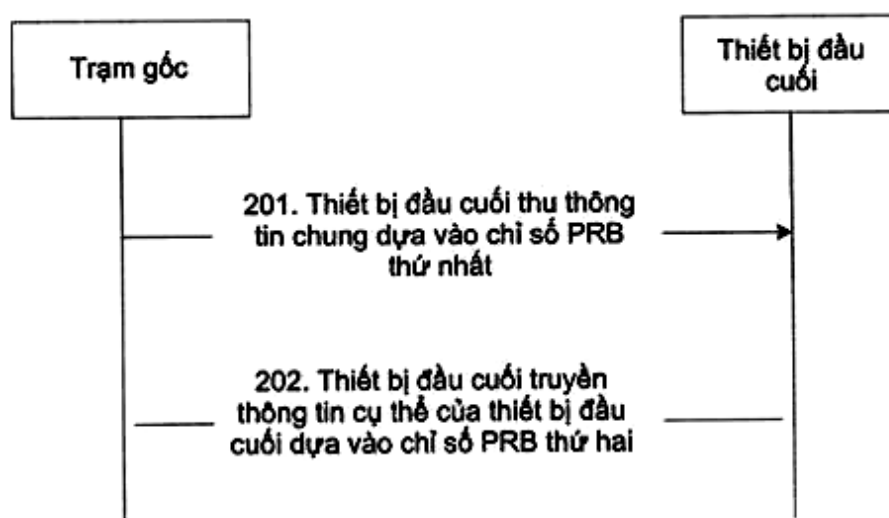 Trạm gốc
Thiết bị đầu
cuối
201. Thiết bị đầu cuối thu thông
tin chung dựa vào chỉ số PRB
thứ nhất
202. Thiết bị đầu cuối truyền
thông tin cụ thể của thiết bị đầu
cuối dựa vào chỉ số PRB thứ hai